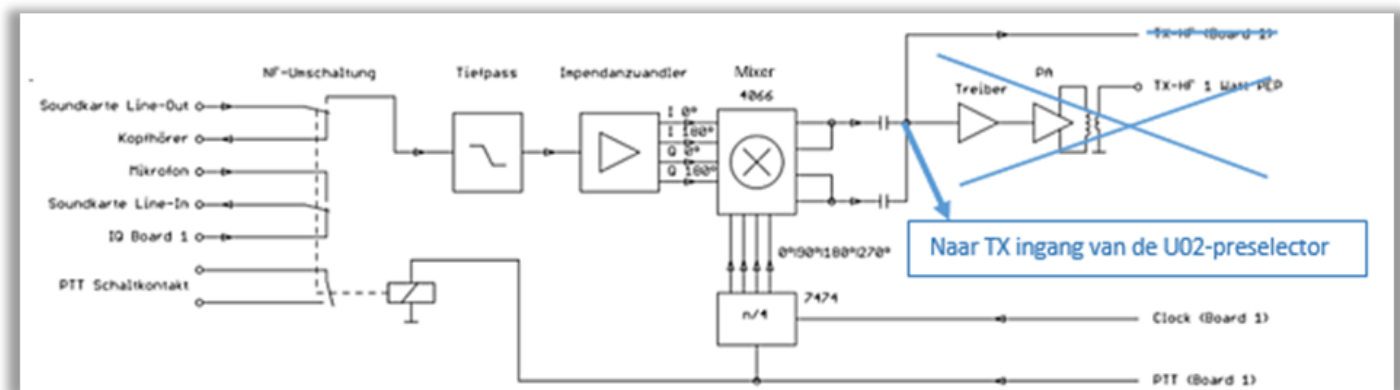 TX-HF (Board 1)
NF-Umschaltung
Tiefpass
Impendanzwandler
Mixer
4066
PA
Treiber
TX-HF 1 Watt PEP
Soundkarte Line-Out
Kopfhörer
Mikrofon
Soundkarte Line-In
IQ Board 1
PTT Schaltkontakt
I 0°
I 180°
Q 0°
Q 180°
Naar TX ingang van de U02-preselector
0°|90°|180°|270°
7474
n/4
Clock (Board 1)
PTT (Board 1)